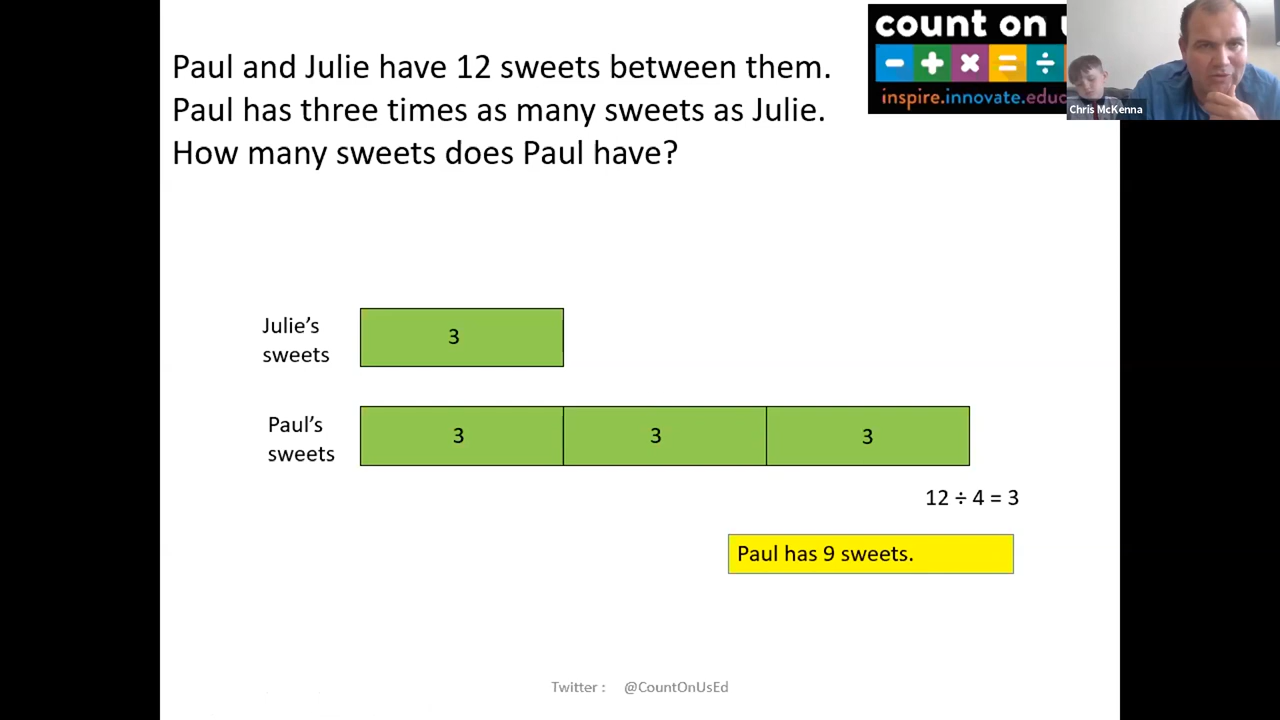 Paul and Julie have 12 sweets between them.
Paul has three times as many sweets as Julie.
How many sweets does Paul have?
count on
− + × = ÷
inspire.innovate.educ
Chris McKenna
Julie's
sweets
3
Paul's
sweets
3 3 3
12 ÷ 4 = 3
Paul has 9 sweets.
Twitter : @CountOnUsEd